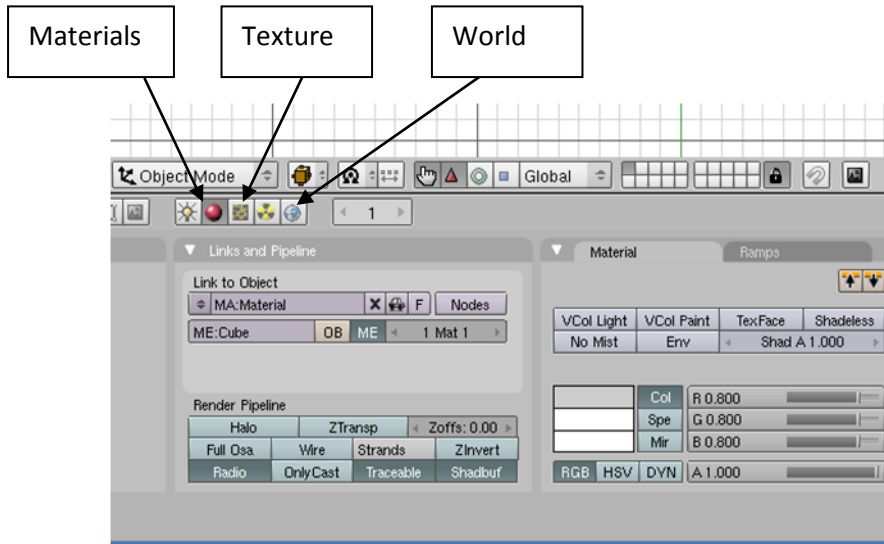 Materials Texture World
Object Mode Global
1
Links and Pipeline Material Ramps
Link to Object
MA:Material F Nodes
ME:Cube OB ME 1 Mat 1
VCol Light VCol Paint TexFace Shadeless
No Mist Env Shad A 1.000
Render Pipeline
Halo ZTransp Zoffs: 0.00
Full Osa Wire Strands ZInvert
Radio OnlyCast Traceable Shadbuf
Col R 0.800
Spe G 0.800
Mir B 0.800
RGB HSV DYN A 1.000